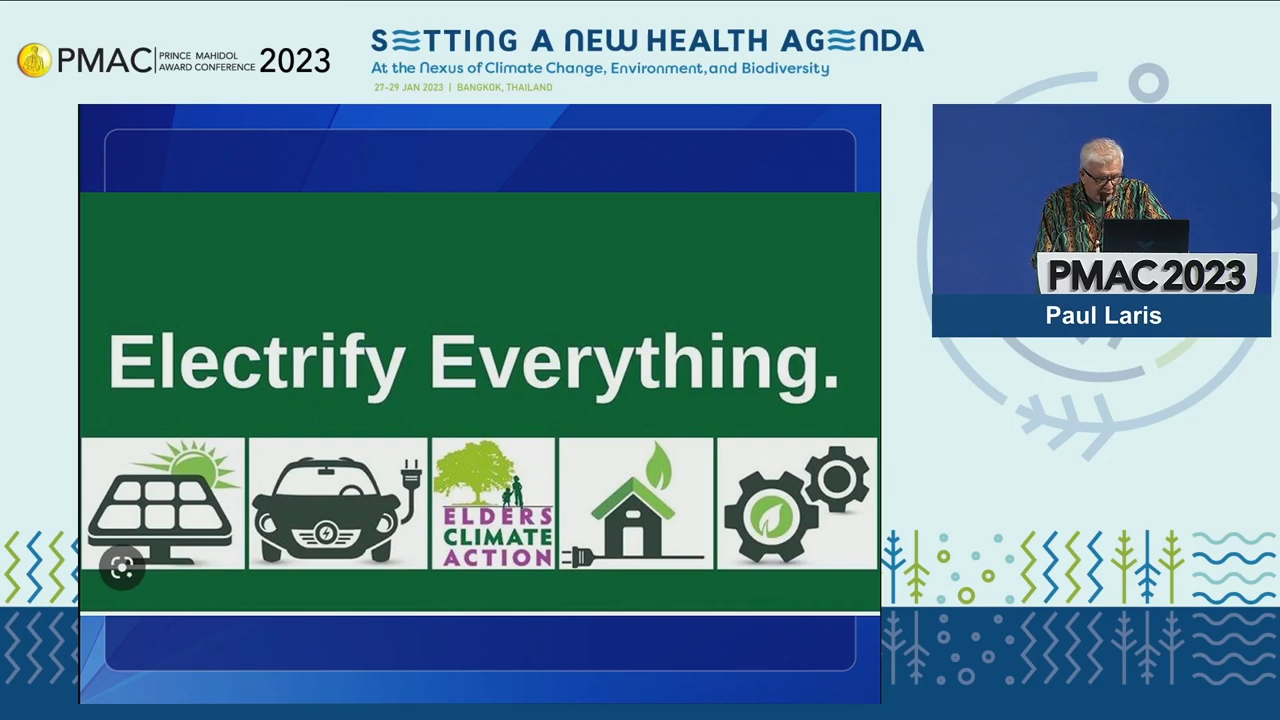 PMAC
PRINCE MAHIDOL
AWARD CONFERENCE
2023
SETTING A NEW HEALTH AGENDA
At the Nexus of Climate Change, Environment, and Biodiversity
27-29 JAN 2023 | BANGKOK, THAILAND
Electrify Everything.
ELDERS
CLIMATE
ACTION
PMAC 2023
Paul Laris